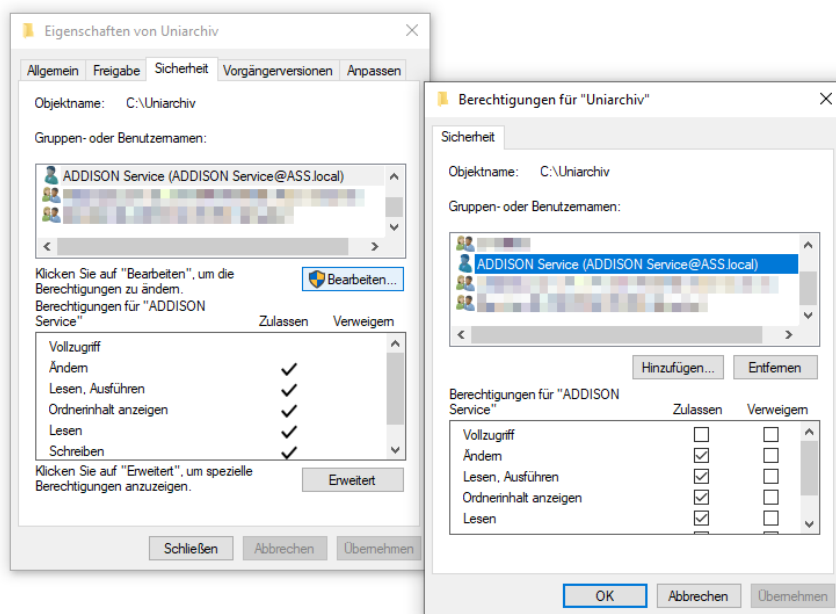 Eigenschaften von Uniarchiv
Allgemein Freigabe Sicherheit Vorgängerversionen Anpassen
Objektname: C:\Uniarchiv
Gruppen- oder Benutzernamen:
ADDISON Service (ADDISON Service@ASS.local)
Klicken Sie auf "Bearbeiten", um die
Berechtigungen zu ändern.
Bearbeiten...
Berechtigungen für "ADDISON
Service"
Zulassen Verweigern
Vollzugriff
Ändern
Lesen, Ausführen
Ordnerinhalt anzeigen
Lesen
Schreiben
Klicken Sie auf "Erweitert", um spezielle
Berechtigungen anzuzeigen.
Erweitert
Schließen Abbrechen Übernehmen
Berechtigungen für "Uniarchiv"
Sicherheit
Objektname: C:\Uniarchiv
Gruppen- oder Benutzernamen:
ADDISON Service (ADDISON Service@ASS.local)
Hinzufügen... Entfernen
Berechtigungen für "ADDISON
Service"
Zulassen Verweigern
Vollzugriff
Ändern
Lesen, Ausführen
Ordnerinhalt anzeigen
Lesen
OK Abbrechen Übernehmen